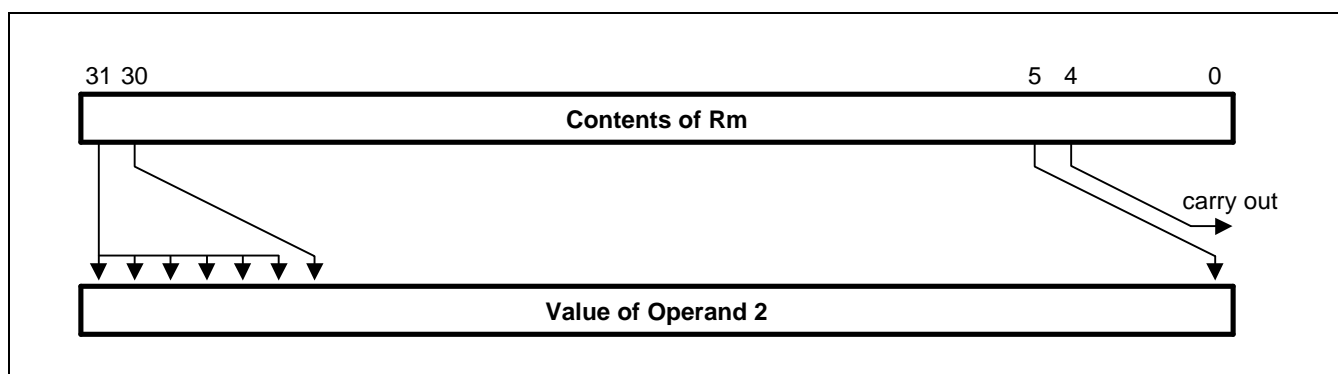 31 30 5 4 0
Contents of Rm
carry out
Value of Operand 2